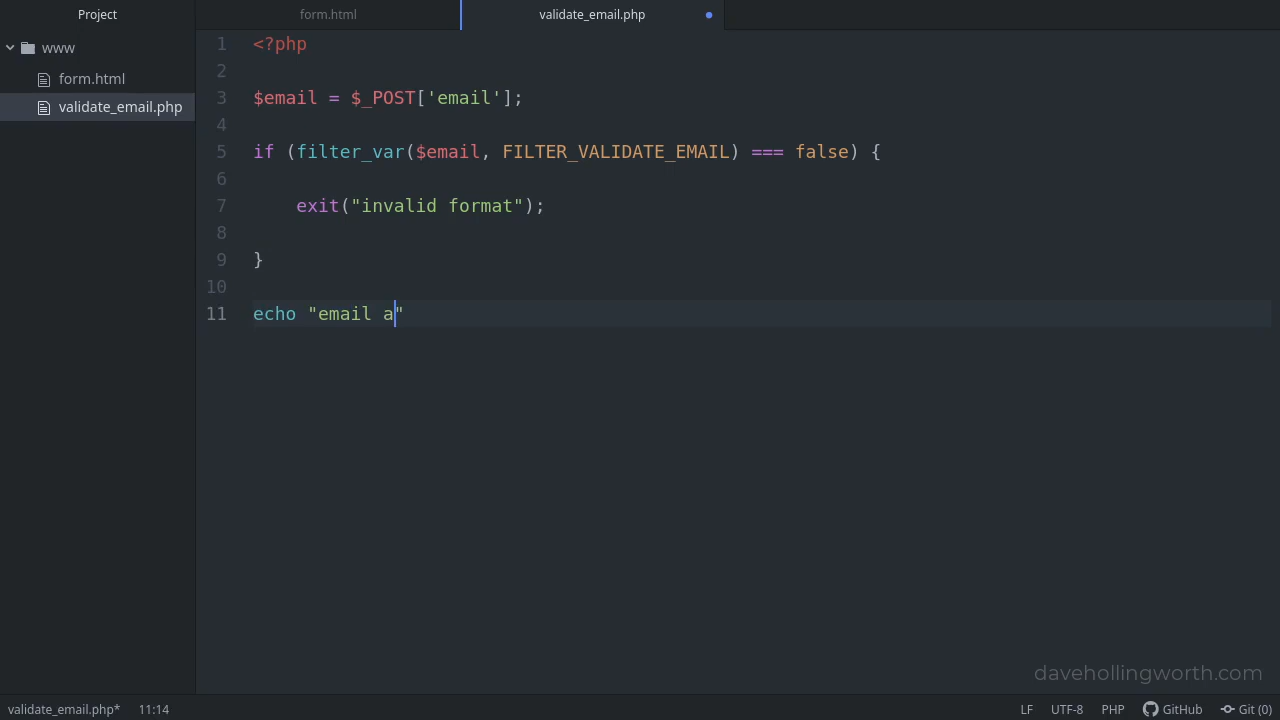 Project
form.html
validate_email.php
www
form.html
validate_email.php
1 <?php
2
3 $email = $_POST['email'];
4
5 if (filter_var($email, FILTER_VALIDATE_EMAIL) === false) {
6
7     exit("invalid format");
8
9 }
10
11 echo "email a"
davehollingworth.com
validate_email.php* 11:14 LF UTF-8 PHP GitHub Git (0)